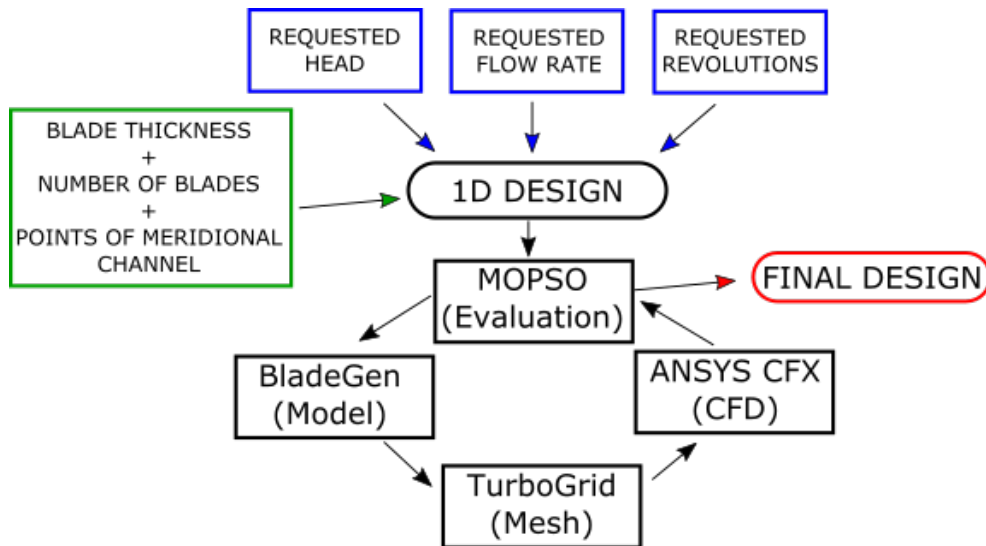 REQUESTED
HEAD
REQUESTED
FLOW RATE
REQUESTED
REVOLUTIONS
BLADE THICKNESS
+
NUMBER OF BLADES
+
POINTS OF MERIDIONAL
CHANNEL
1D DESIGN
MOPSO
(Evaluation)
FINAL DESIGN
BladeGen
(Model)
ANSYS CFX
(CFD)
TurboGrid
(Mesh)